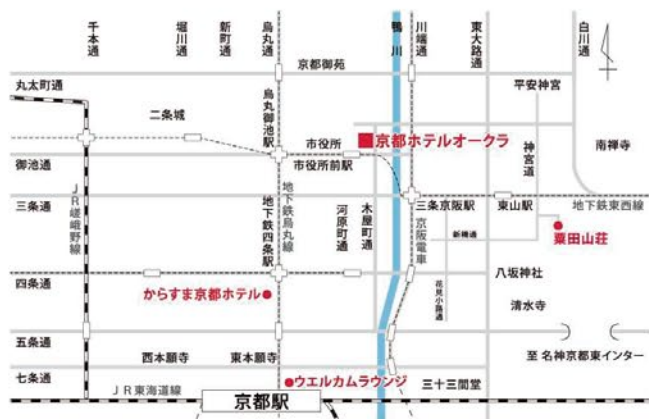 千本通
堀川通
新町通
烏丸通
鴨川
川端通
東大路通
白川通
京都御苑
丸太町通
平安神宮
二条城
烏丸御池駅
市役所
京都ホテルオークラ
市役所前駅
神宮道
南禅寺
御池通
三条通
三条京阪駅
東山駅
地下鉄東西線
JR嵯峨野線
地下鉄四条駅
地下鉄烏丸線
河原町通
木屋町通
京阪電車
新橋通
粟田山荘
四条通
八坂神社
からすま京都ホテル
花見小路通
清水寺
五条通
西本願寺
東本願寺
至 名神京都東インター
七条通
ウエルカムラウンジ
三十三間堂
JR東海道線
京都駅